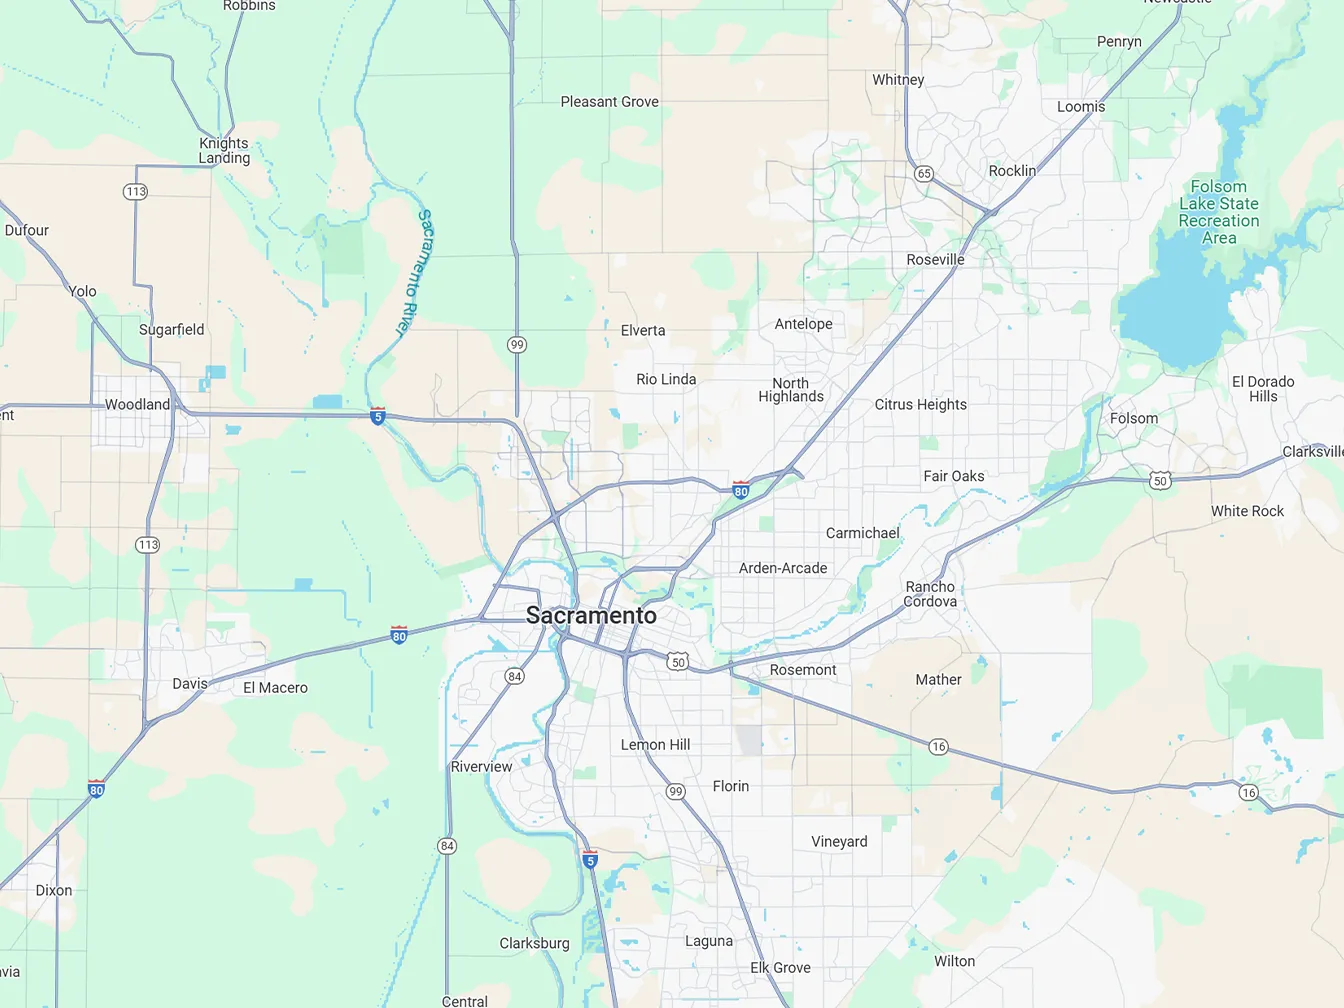 Robbins
Newcastle
Penryn
Whitney
Pleasant Grove
Loomis
Knights
Landing
65
Rocklin
113
Folsom
Lake State
Recreation
Area
Dufour
Sacramento River
Roseville
Yolo
Sugarfield
Elverta
Antelope
99
Rio Linda
North
Highlands
El Dorado
Hills
Woodland
Citrus Heights
ent
5
Folsom
Clarksville
Fair Oaks
50
80
White Rock
Carmichael
113
Arden-Arcade
Rancho
Cordova
Sacramento
80
50
Rosemont
84
Davis
El Macero
Mather
Lemon Hill
16
Riverview
Florin
80
99
16
Vineyard
84
5
Dixon
Laguna
Clarksburg
Wilton
Elk Grove
avia
Central